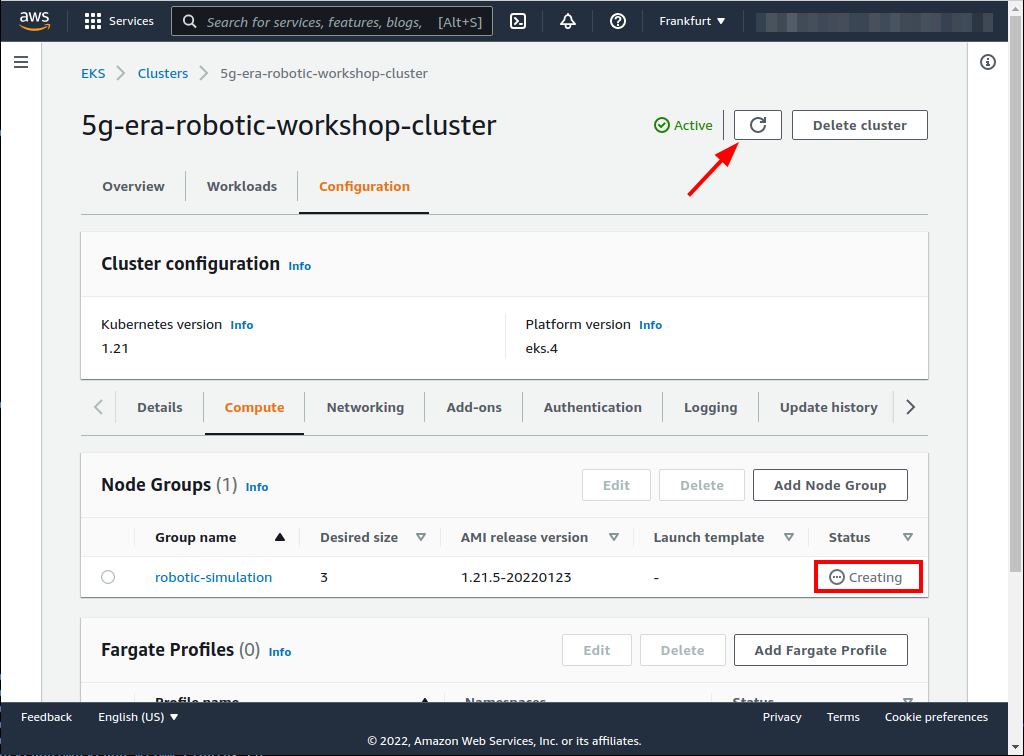 aws Services Search for services, features, blogs, [Alt+S] Frankfurt
EKS Clusters 5g-era-robotic-workshop-cluster
5g-era-robotic-workshop-cluster Active Delete cluster
Overview Workloads Configuration
Cluster configuration Info
Kubernetes version Info Platform version Info
1.21 eks.4
Details Compute Networking Add-ons Authentication Logging Update history
Node Groups (1) Info Edit Delete Add Node Group
Group name Desired size AMI release version Launch template Status
robotic-simulation 3 1.21.5-20220123 - Creating
Fargate Profiles (0) Info Edit Delete Add Fargate Profile
Profile name Namespaces Status
Feedback English (US) Privacy Terms Cookie preferences
© 2022, Amazon Web Services, Inc. or its affiliates.